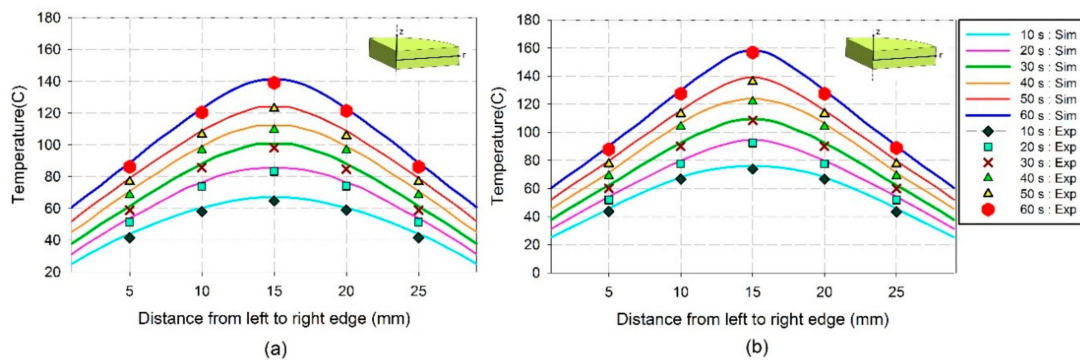 (a)
180
160
140
120
100
80
60
40
20
Temperature(C)
z
r
5
10
15
20
25
Distance from left to right edge (mm)
(a)
(b)
180
160
140
120
100
80
60
40
20
0
Temperature(C)
z
r
5
10
15
20
25
Distance from left to right edge (mm)
(b)
10 s : Sim
20 s : Sim
30 s : Sim
40 s : Sim
50 s : Sim
60 s : Sim
10 s : Exp
20 s : Exp
30 s : Exp
40 s : Exp
50 s : Exp
60 s : Exp